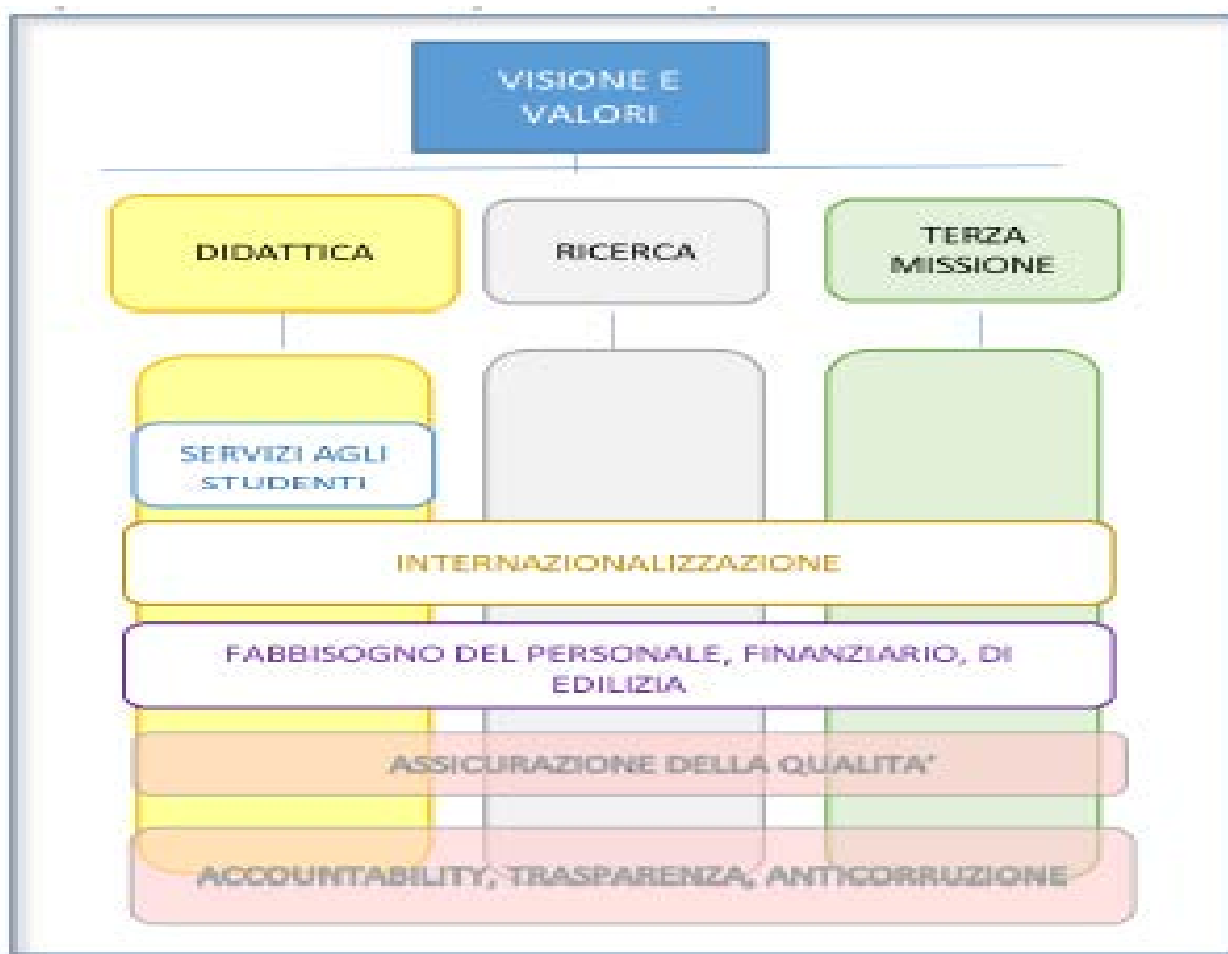 VISIONE E
VALORI
DIDATTICA
RICERCA
TERZA
MISSIONE
SERVIZI AGLI
STUDENTI
INTERNAZIONALIZZAZIONE
FABBISOGNO DEL PERSONALE, FINANZIARIO, DI
EDILIZIA
ASSICURAZIONE DELLA QUALITA'
ACCOUNTABILITY, TRASPARENZA, ANTICORRUZIONE